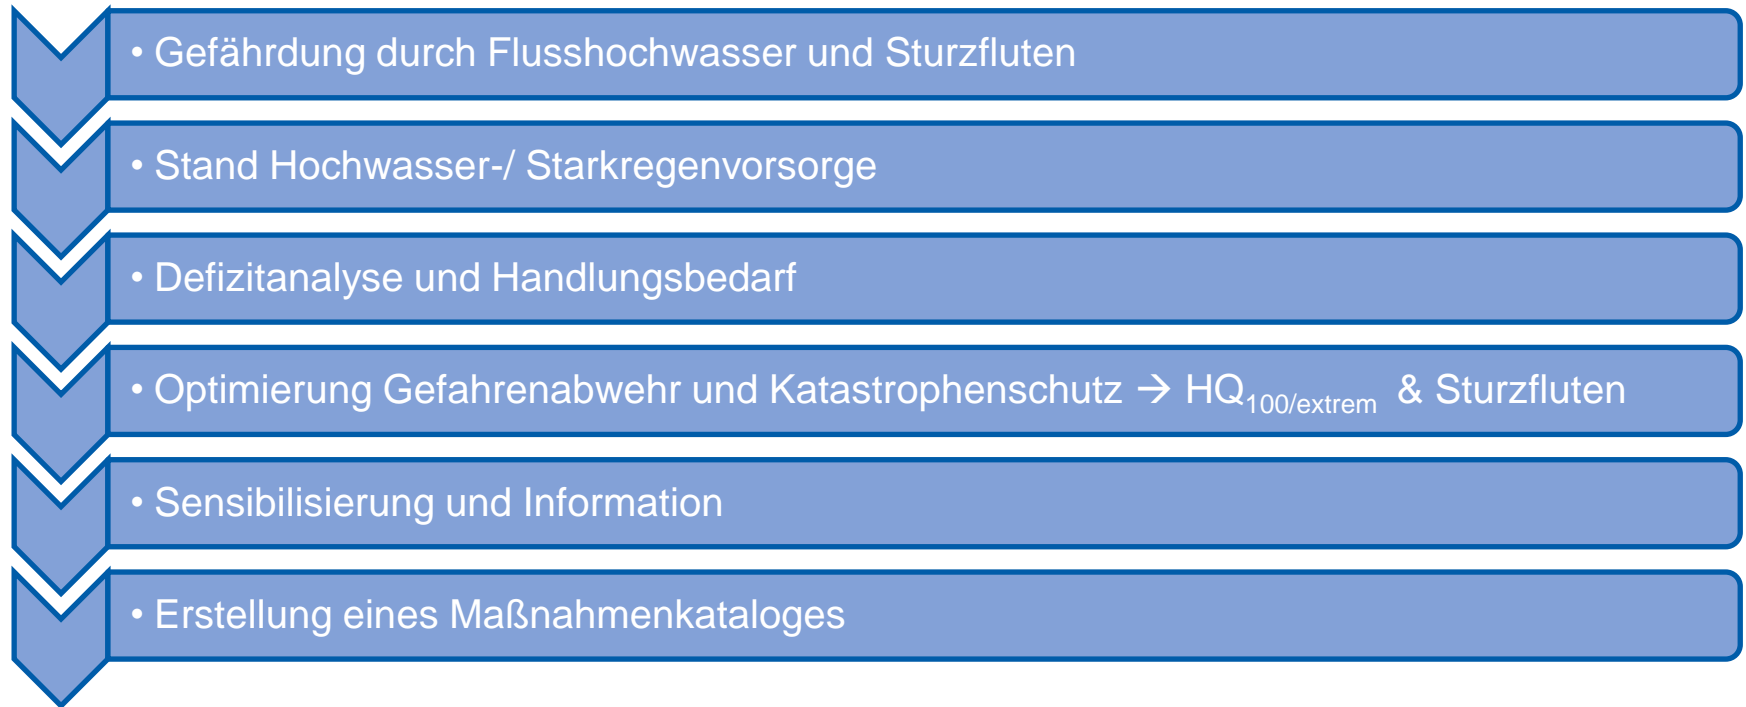 • Gefährdung durch Flusshochwasser und Sturzfluten
• Stand Hochwasser-/ Starkregenvorsorge
• Defizitanalyse und Handlungsbedarf
• Optimierung Gefahrenabwehr und Katastrophenschutz → HQ100/extrem & Sturzfluten
• Sensibilisierung und Information
• Erstellung eines Maßnahmenkataloges